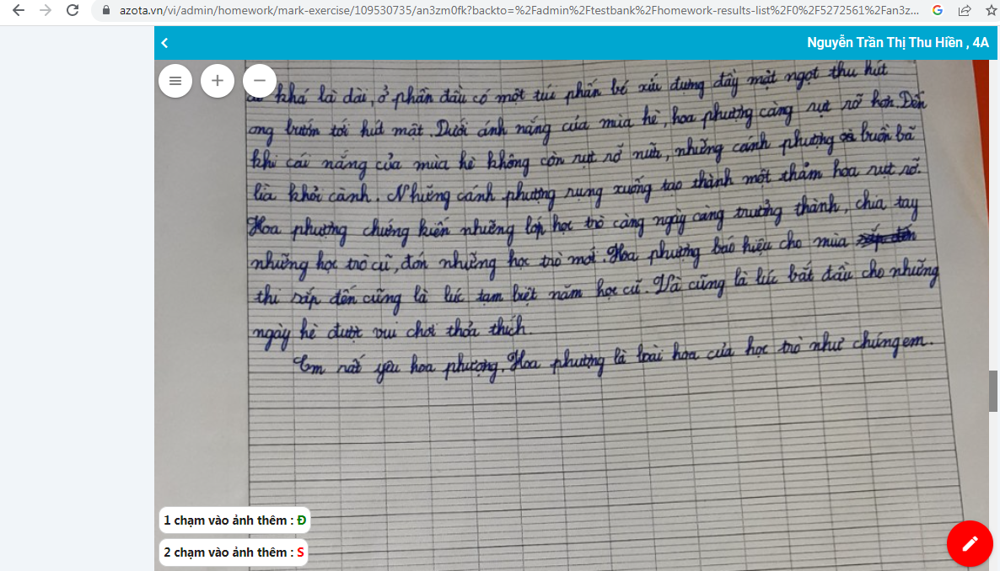 azota.vn/vi/admin/homework/mark-exercise/109530735/an3zm0fk?backto=%2Fadmin%2Ftestbank%2Fhomework-results-list%2F0%2F5272561%2Fan3z...
Nguyễn Trần Thị Thu Hiền , 4A
khá là dài, ở phần đầu có một túi phấn bé xíu đựng đầy mật ngọt thu hút
ong bướm tới hút mật. Dưới ánh nắng của mùa hè, hoa phượng càng rực rỡ hơn. Đến
khi cái nắng của mùa hè không còn rực rỡ nữa, những cánh phượng buồn bã
lìa khỏi cành. Những cánh phượng rụng xuống tạo thành một thảm hoa rực rỡ.
Hoa phượng chứng kiến những lớp học trò càng ngày càng trưởng thành, chia tay
những học trò cũ, đón những học trò mới. Hoa phượng báo hiệu cho mùa
thi sắp đến cũng là lúc tạm biệt năm học cũ. Và cũng là lúc bắt đầu cho những
ngày hè được vui chơi thỏa thích.
Em rất yêu hoa phượng. Hoa phượng là loài hoa của học trò như chúng em.
1 chạm vào ảnh thêm : Đ
2 chạm vào ảnh thêm : S